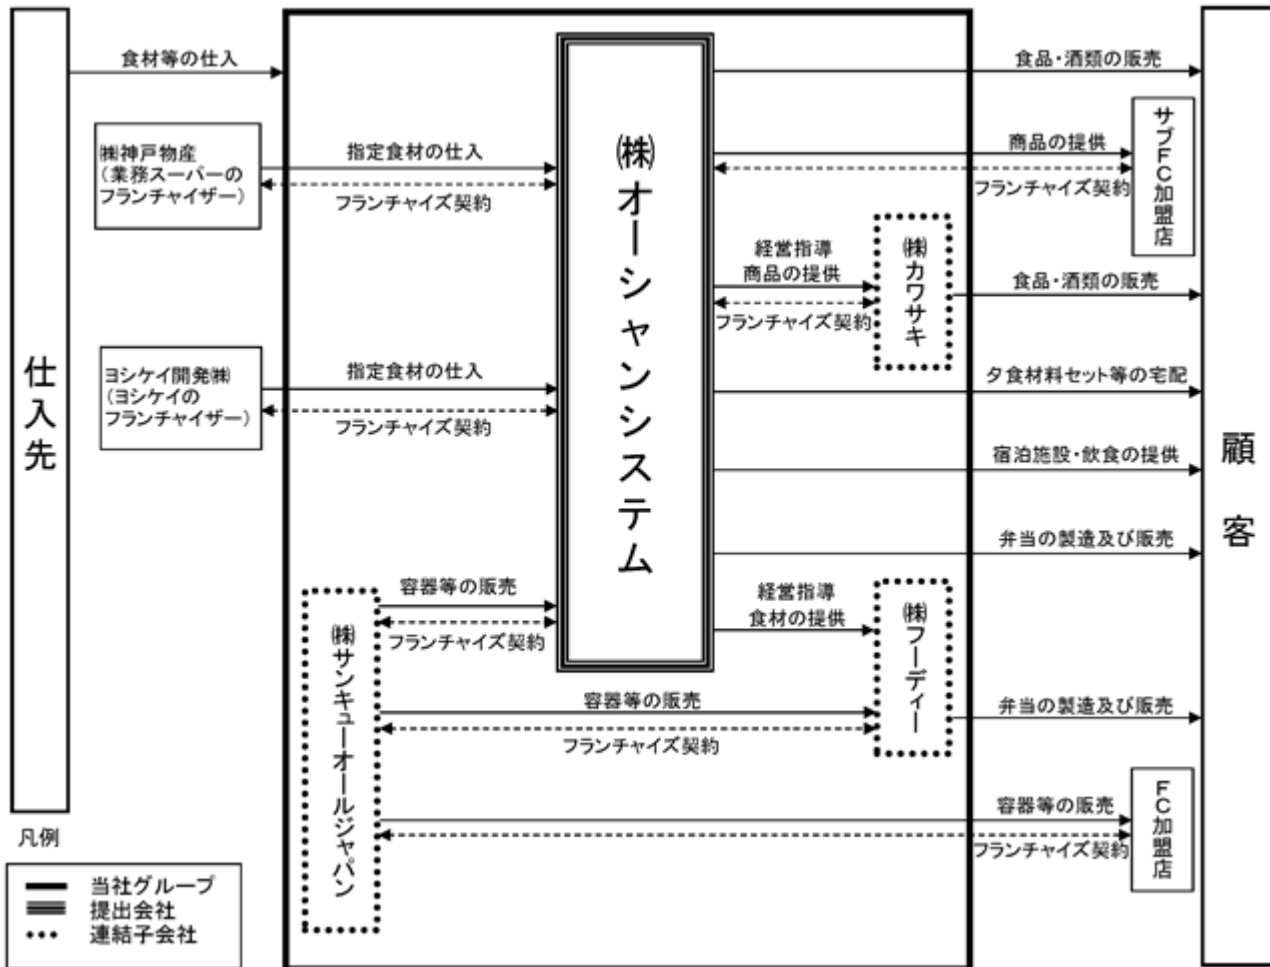 仕入先
食材等の仕入
㈱神戸物産
(業務スーパーの
フランチャイザー)
指定食材の仕入
フランチャイズ契約
ヨシケイ開発㈱
(ヨシケイの
フランチャイザー)
指定食材の仕入
フランチャイズ契約
㈱オーシャンシステム
食品・酒類の販売
商品の提供
フランチャイズ契約
サブFC加盟店
経営指導
商品の提供
フランチャイズ契約
㈱カワサキ
食品・酒類の販売
夕食材料セット等の宅配
宿泊施設・飲食の提供
弁当の製造及び販売
容器等の販売
フランチャイズ契約
㈱サンキューオールジャパン
経営指導
食材の提供
㈱フーディー
容器等の販売
フランチャイズ契約
弁当の製造及び販売
容器等の販売
フランチャイズ契約
FC加盟店
顧客
凡例
当社グループ
提出会社
連結子会社